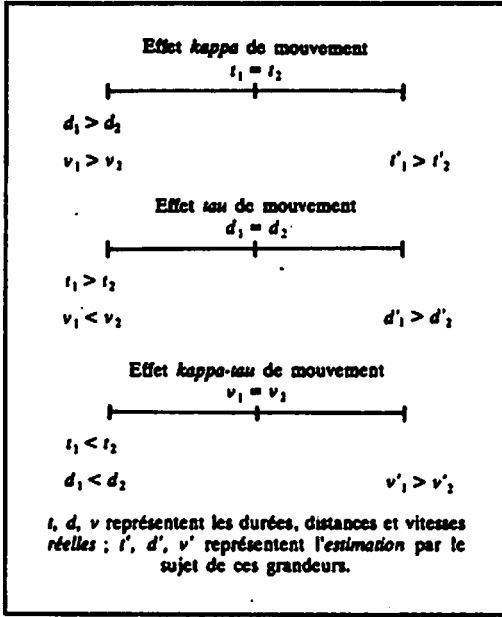 Effet kappa de mouvement
t₁ = t₂
d₁ > d₂
v₁ > v₂ t'₁ > t'₂
Effet tau de mouvement
d₁ = d₂
t₁ > t₂
v₁ < v₂ d'₁ > d'₂
Effet kappa-tau de mouvement
v₁ = v₂
t₁ < t₂
d₁ < d₂ v'₁ > v'₂
t, d, v représentent les durées, distances et vitesses
réelles ; t', d', v' représentent l'estimation par le
sujet de ces grandeurs.